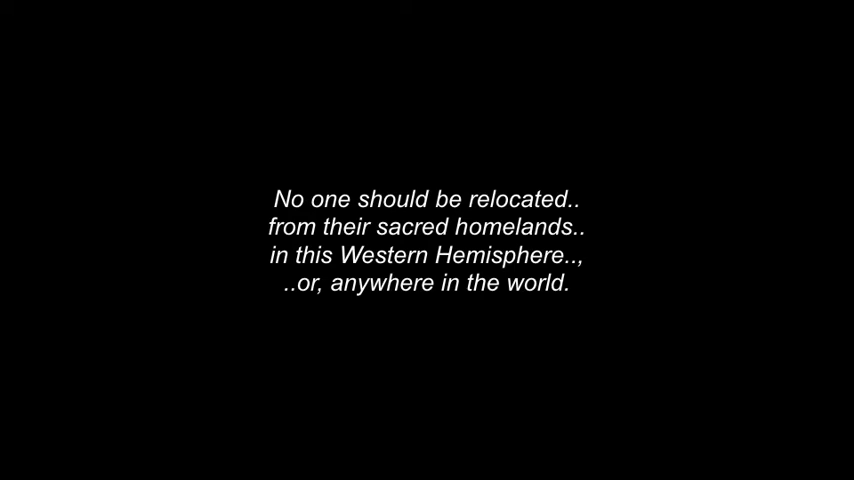 No one should be relocated..
from their sacred homelands..
in this Western Hemisphere..,
..or, anywhere in the world.